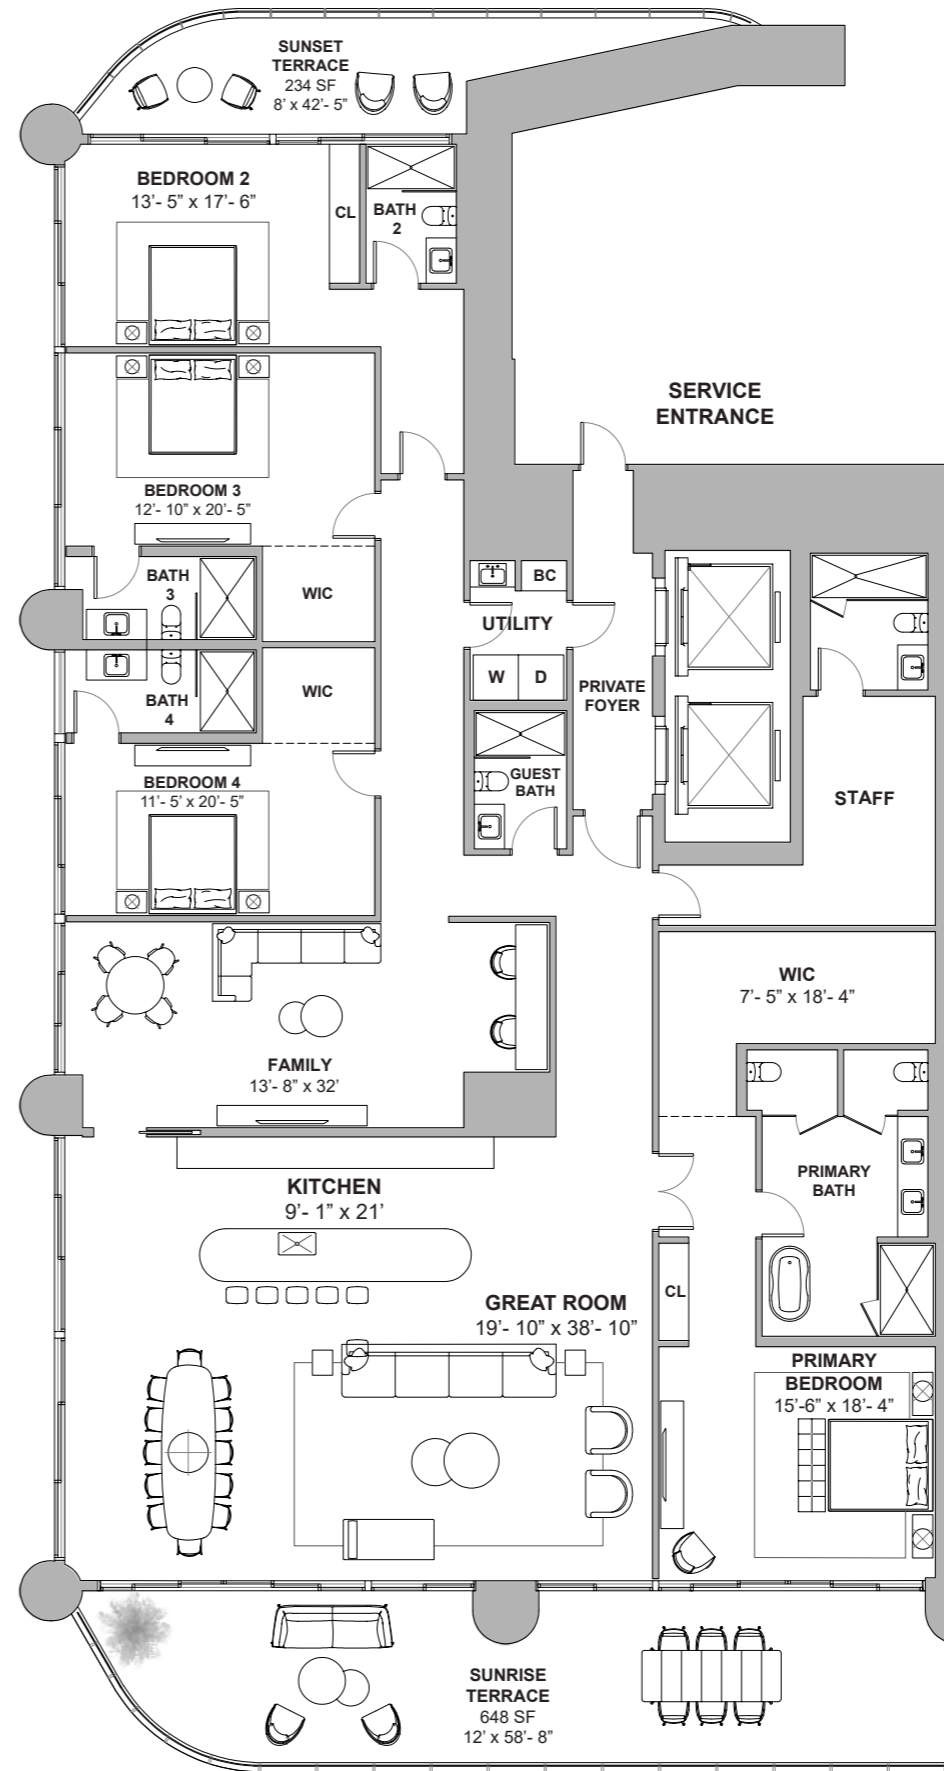 SUNSET
TERRACE
234 SF
8’ x 42’- 5”
BEDROOM 2
13’- 5” x 17’- 6”
CL
BATH
2
SERVICE
ENTRANCE
BEDROOM 3
12’- 10” x 20’- 5”
BATH
3
WIC
BC
UTILITY
W
D
PRIVATE
FOYER
WIC
BATH
4
GUEST
BATH
BEDROOM 4
11’- 5’ x 20’- 5”
STAFF
WIC
7’- 5” x 18’- 4”
FAMILY
13’- 8” x 32’
KITCHEN
9’- 1” x 21’
PRIMARY
BATH
CL
GREAT ROOM
19’- 10” x 38’- 10”
PRIMARY
BEDROOM
15’-6” x 18’- 4”
SUNRISE
TERRACE
648 SF
12’ x 58’- 8”